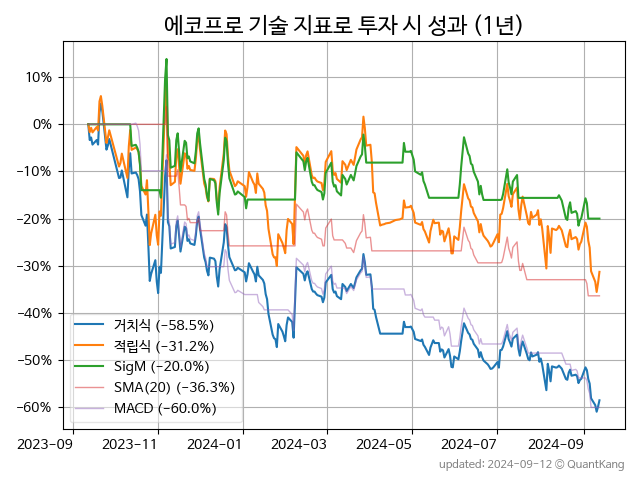 에코프로 기술 지표로 투자 시 성과 (1년)
10%
0%
−10%
−20%
−30%
−40%
−50%
−60%
거치식 (−58.5%)
적립식 (−31.2%)
SigM (−20.0%)
SMA(20) (−36.3%)
MACD (−60.0%)
2023−09 2023−11 2024−01 2024−03 2024−05 2024−07 2024−09
updated: 2024-09-12 ⓒ QuantKang